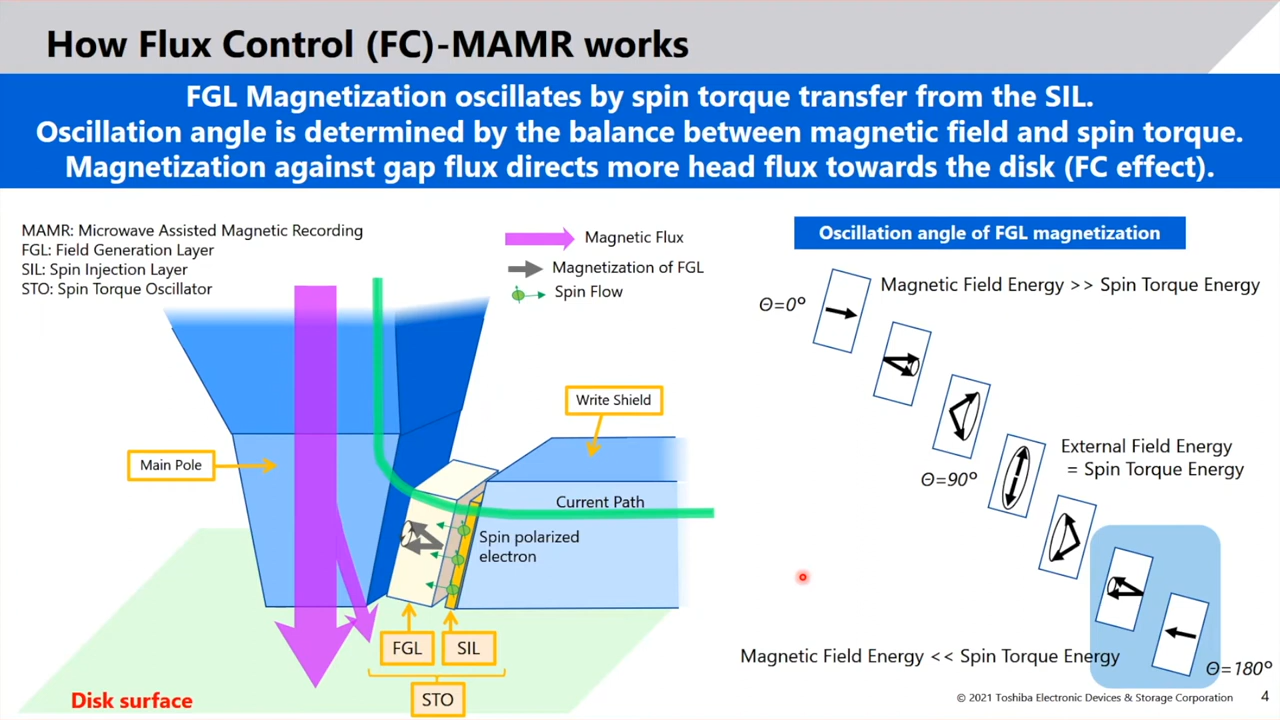 How Flux Control (FC)-MAMR works
FGL Magnetization oscillates by spin torque transfer from the SIL.
Oscillation angle is determined by the balance between magnetic field and spin torque.
Magnetization against gap flux directs more head flux towards the disk (FC effect).
MAMR: Microwave Assisted Magnetic Recording
FGL: Field Generation Layer
SIL: Spin Injection Layer
STO: Spin Torque Oscillator
Magnetic Flux
Magnetization of FGL
Spin Flow
Write Shield
Main Pole
Current Path
Spin polarized
electron
FGL
SIL
STO
Disk surface
Oscillation angle of FGL magnetization
Magnetic Field Energy >> Spin Torque Energy
Θ=0º
External Field Energy
= Spin Torque Energy
Θ=90º
Magnetic Field Energy << Spin Torque Energy
Θ=180º
© 2021 Toshiba Electronic Devices & Storage Corporation
4